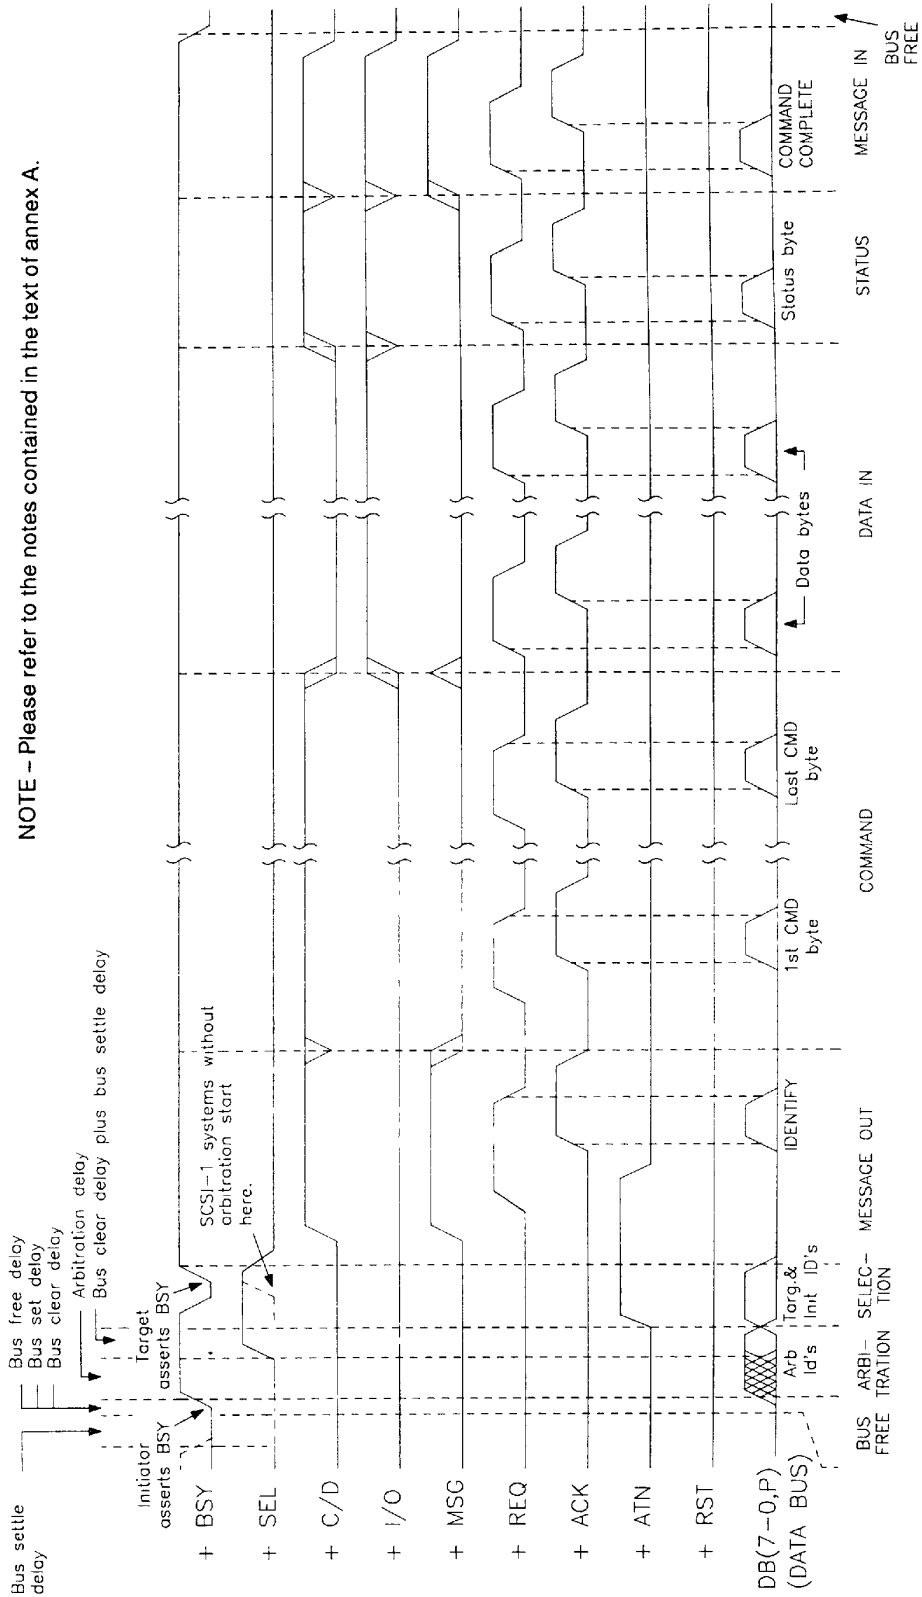 NOTE – Please refer to the notes contained in the text of annex A.
Bus settle
delay
Bus free delay
Bus set delay
Bus clear delay
Arbitration delay
Bus clear delay plus bus settle delay
Initiator
asserts BSY
Target
asserts BSY
SCSI-1 systems without
arbitration start
here.
+ BSY
+ SEL
+ C/D
+ I/O
+ MSG
+ REQ
+ ACK
+ ATN
+ RST
DB(7-0,P)
(DATA BUS)
Arb
Id's
Targ.&
Init ID's
IDENTIFY
1st CMD
byte
Last CMD
byte
Data bytes
Status byte
COMMAND
COMPLETE
BUS
FREE
ARBI-
TRATION
SELEC-
TION
MESSAGE OUT
COMMAND
DATA IN
STATUS
MESSAGE IN
BUS
FREE